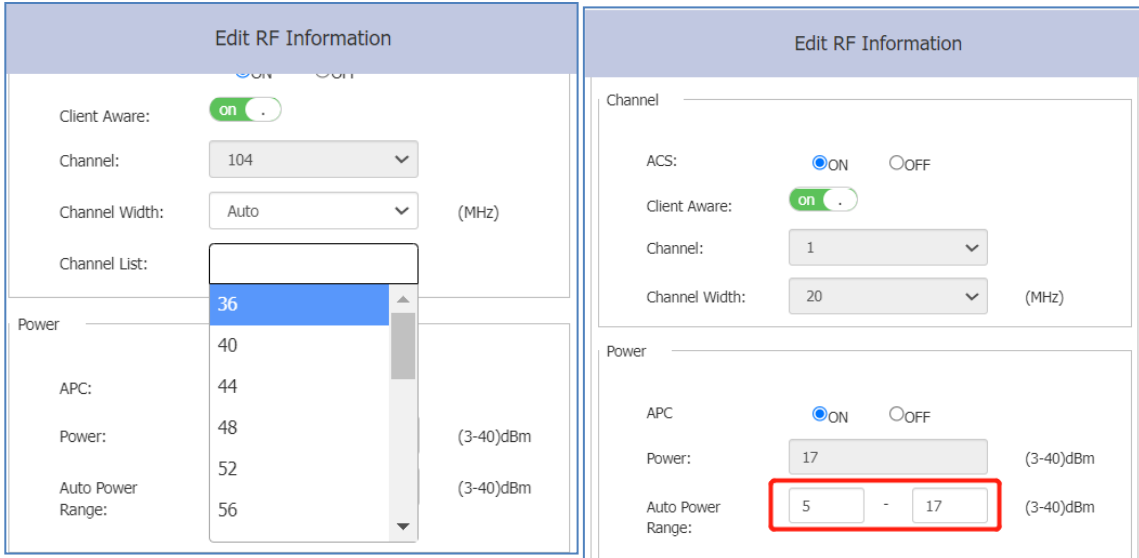 Edit RF Information
ON OFF
Client Aware: on .
Channel: 104
Channel Width: Auto (MHz)
Channel List:
36
40
44
48
52
56
Power
APC:
Power: (3-40)dBm
Auto Power
Range: (3-40)dBm
Edit RF Information
Channel
ACS: ON OFF
Client Aware: on .
Channel: 1
Channel Width: 20 (MHz)
Power
APC ON OFF
Power: 17 (3-40)dBm
Auto Power
Range: 5 - 17 (3-40)dBm